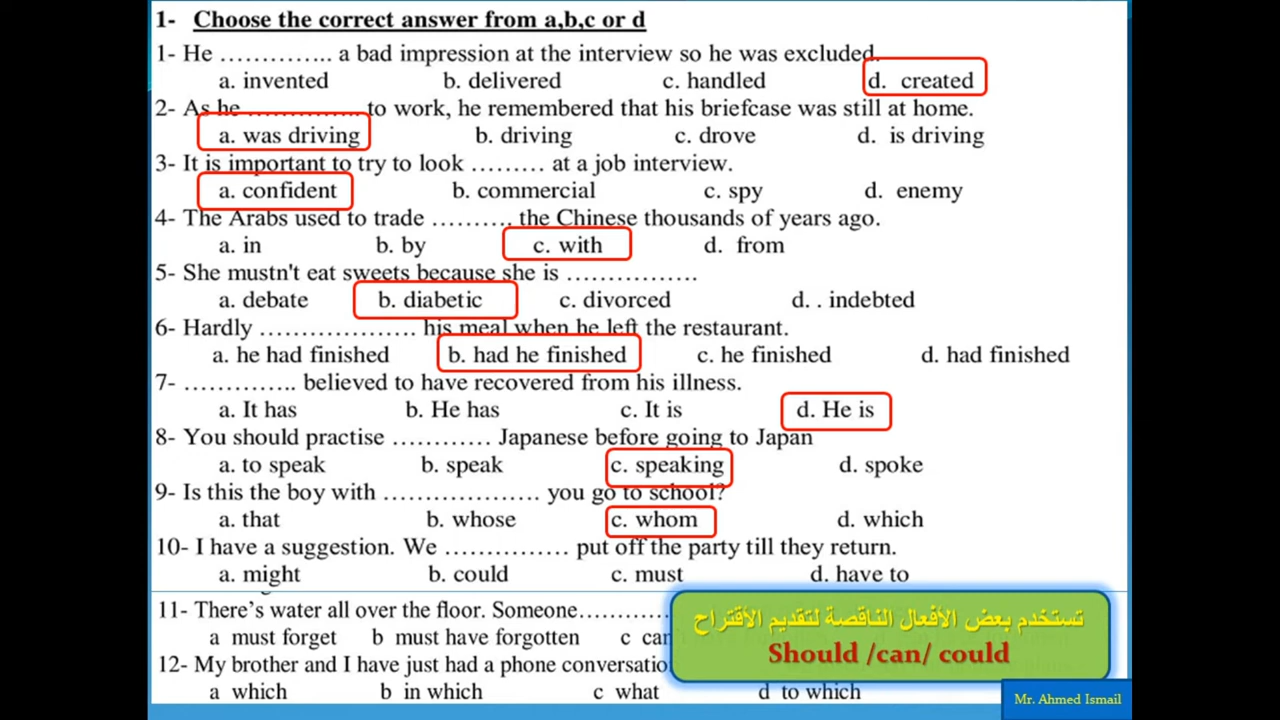 1- Choose the correct answer from a,b,c or d
1- He ………….. a bad impression at the interview so he was excluded.
a. invented b. delivered c. handled d. created
2- As he …………….. to work, he remembered that his briefcase was still at home.
a. was driving b. driving c. drove d. is driving
3- It is important to try to look ……… at a job interview.
a. confident b. commercial c. spy d. enemy
4- The Arabs used to trade ………. the Chinese thousands of years ago.
a. in b. by c. with d. from
5- She mustn't eat sweets because she is …………….
a. debate b. diabetic c. divorced d. . indebted
6- Hardly ………………. his meal when he left the restaurant.
a. he had finished b. had he finished c. he finished d. had finished
7- ………….. believed to have recovered from his illness.
a. It has b. He has c. It is d. He is
8- You should practise ………… Japanese before going to Japan
a. to speak b. speak c. speaking d. spoke
9- Is this the boy with ………………. you go to school?
a. that b. whose c. whom d. which
10- I have a suggestion. We …………… put off the party till they return.
a. might b. could c. must d. have to
11- There's water all over the floor. Someone………
a must forget b must have forgotten c can
12- My brother and I have just had a phone
a which b in which c what d to which
تستخدم بعض الأفعال الناقصة لتقديم الأقتراح
Should /can/ could
Mr. Ahmed Ismail